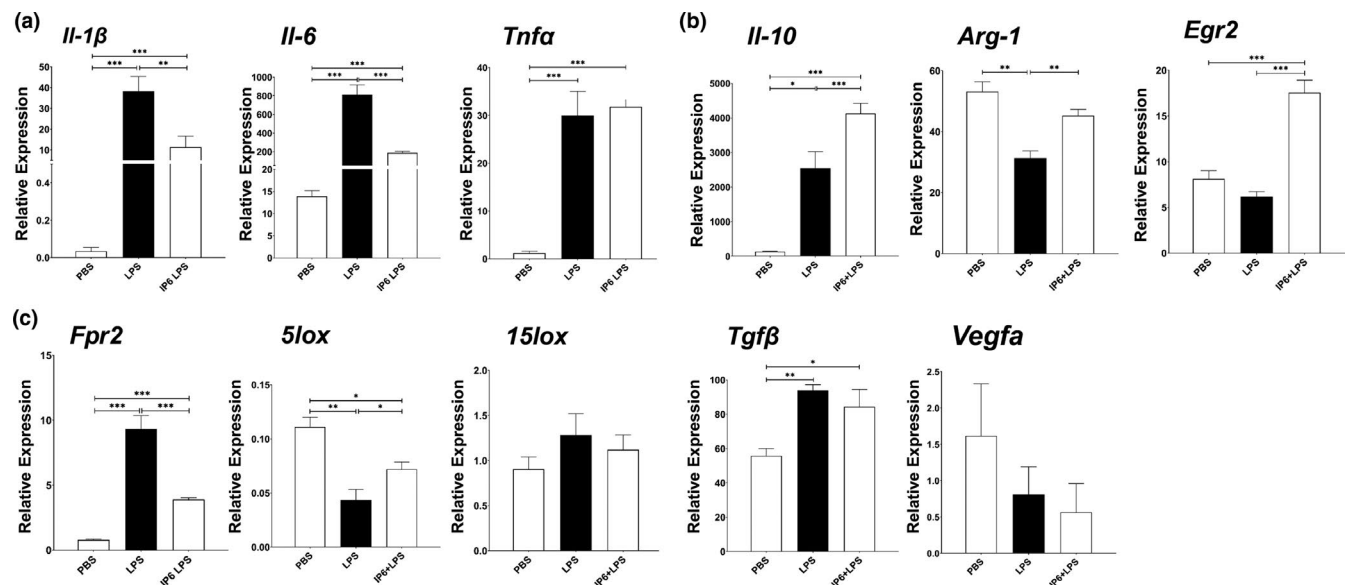 (a)
Il-1β
Relative Expression
50
40
30
20
10
0.4
0.2
0.0
***
***
**
PBS
LPS
IP6 LPS
Il-6
Relative Expression
1000
800
600
400
200
20
15
10
5
0
***
***
***
PBS
LPS
IP6 LPS
Tnfα
Relative Expression
40
30
20
10
0
***
***
PBS
LPS
IP6 LPS
(b)
Il-10
Relative Expression
5000
4000
3000
2000
1000
0
***
*
***
PBS
LPS
IP6+LPS
Arg-1
Relative Expression
60
40
20
0
**
**
PBS
LPS
IP6+LPS
Egr2
Relative Expression
20
15
10
5
0
***
***
PBS
LPS
IP6+LPS
(c)
Fpr2
Relative Expression
15
10
5
0
***
***
***
PBS
LPS
IP6 LPS
5lox
Relative Expression
0.15
0.10
0.05
0.00
*
**
*
PBS
LPS
IP6+LPS
15lox
Relative Expression
2.0
1.5
1.0
0.5
0.0
PBS
LPS
IP6+LPS
Tgfβ
Relative Expression
100
80
60
40
20
0
*
**
PBS
LPS
IP6+LPS
Vegfa
Relative Expression
2.5
2.0
1.5
1.0
0.5
0.0
PBS
LPS
IP6+LPS